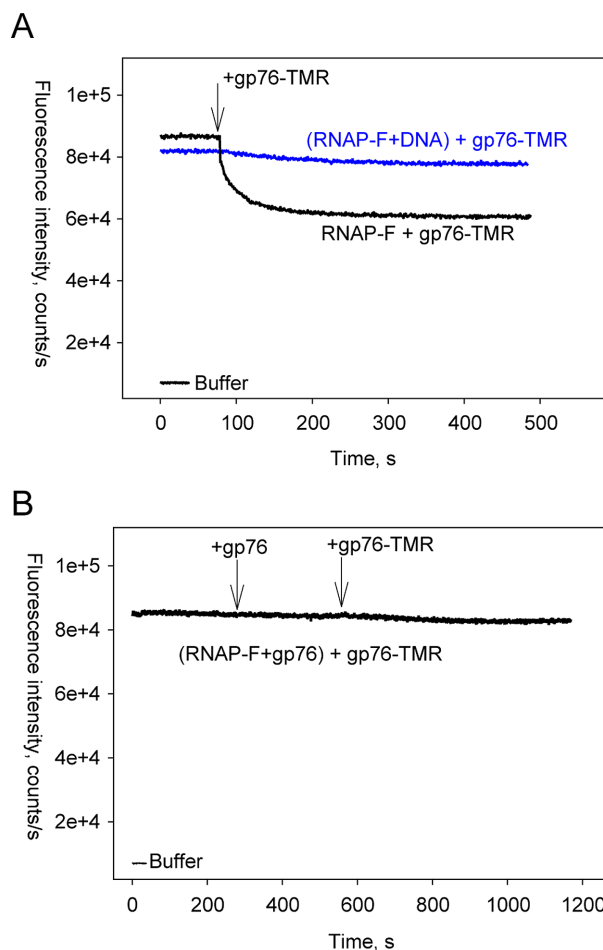 A
Fluorescence intensity, counts/s
1e+5
8e+4
6e+4
4e+4
2e+4
+gp76-TMR
(RNAP-F+DNA) + gp76-TMR
RNAP-F + gp76-TMR
Buffer
0 100 200 300 400 500
Time, s
B
Fluorescence intensity, counts/s
1e+5
8e+4
6e+4
4e+4
2e+4
+gp76 +gp76-TMR
(RNAP-F+gp76) + gp76-TMR
Buffer
0 200 400 600 800 1000 1200
Time, s